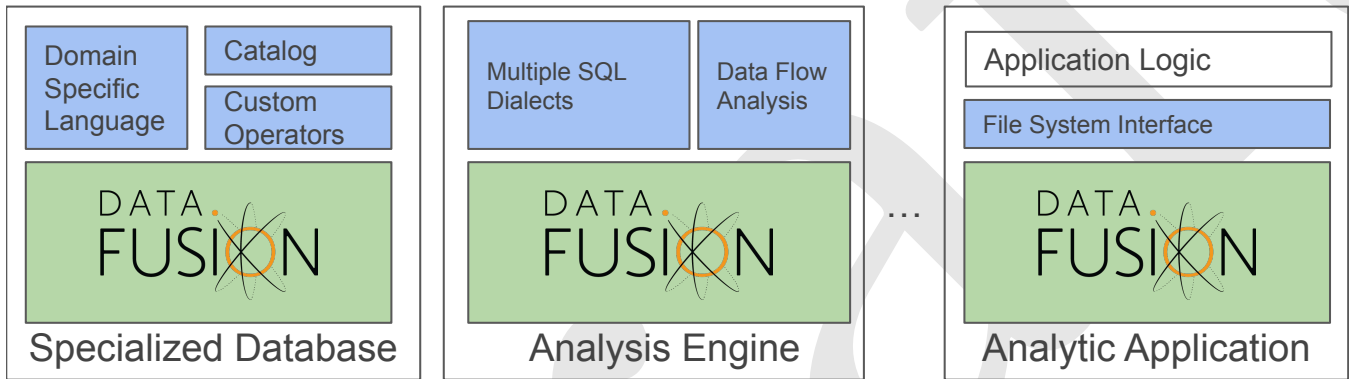 Domain
Specific
Language
Catalog
Custom
Operators
DATA
FUSION
Specialized Database
Multiple SQL
Dialects
Data Flow
Analysis
DATA
FUSION
Analysis Engine
...
Application Logic
File System Interface
DATA
FUSION
Analytic Application